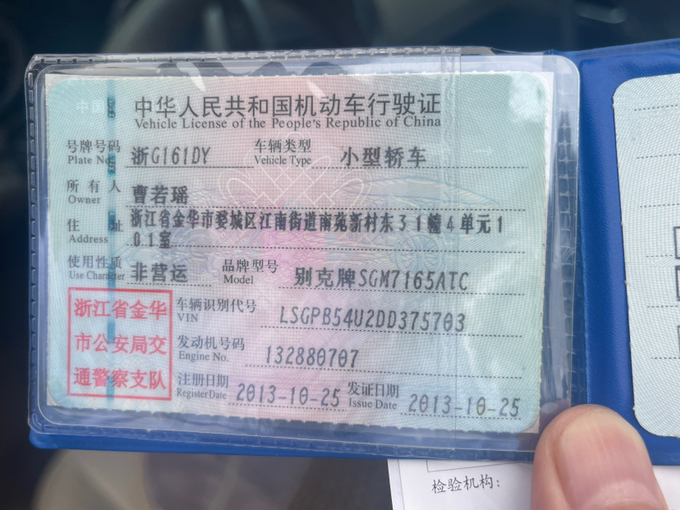 中国
中华人民共和国机动车行驶证
Vehicle License of the People's Republic of China
号牌号码 浙G161DY 车辆类型 小型轿车
Plate No. Vehicle Type
所有人 曹若瑶
Owner
住址 浙江省金华市婺城区江南街道南苑新村东31幢4单元1
Address 01室
使用性质 非营运 品牌型号 别克牌SGM7165ATC
Use Character Model
浙江省金华
市公安局交
通警察支队
车辆识别代号 LSGPB54U2DD375703
VIN
发动机号码 132880707
Engine No.
注册日期 2013-10-25 发证日期 2013-10-25
Register Date Issue Date
检验机构: